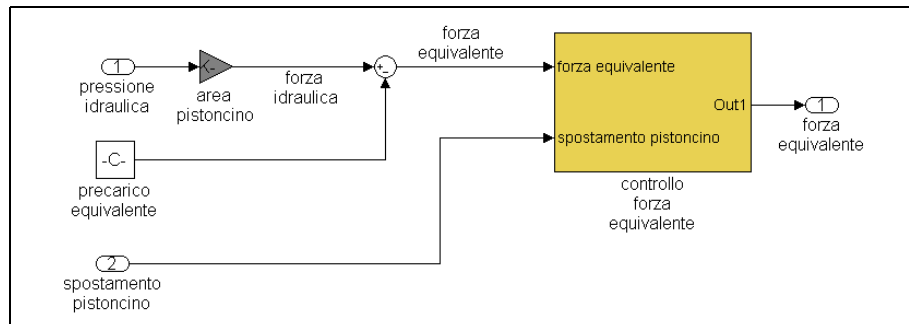 1
pressione
idraulica
area
pistoncino
forza
idraulica
+
-
forza
equivalente
-C-
precarico
equivalente
2
spostamento
pistoncino
forza equivalente
spostamento pistoncino
Out1
controllo
forza
equivalente
1
forza
equivalente